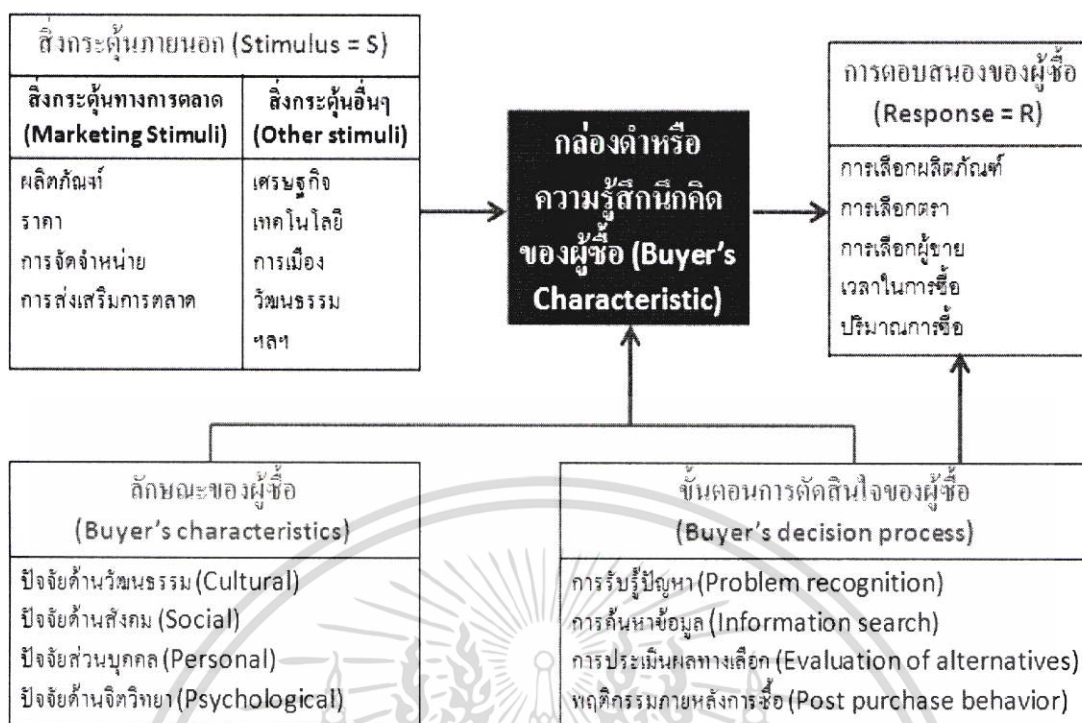 สิ่งกระตุ้นภายนอก (Stimulus = S)
สิ่งกระตุ้นทางการตลาด
(Marketing Stimuli)
ผลิตภัณฑ์
ราคา
การจัดจำหน่าย
การส่งเสริมการตลาด
สิ่งกระตุ้นอื่นๆ
(Other stimuli)
เศรษฐกิจ
เทคโนโลยี
การเมือง
วัฒนธรรม
ฯลฯ
กล่องดำหรือ
ความรู้สึกนึกคิด
ของผู้ซื้อ (Buyer's
Characteristic)
การตอบสนองของผู้ซื้อ
(Response = R)
การเลือกผลิตภัณฑ์
การเลือกตรา
การเลือกผู้ขาย
เวลาในการซื้อ
ปริมาณการซื้อ
ลักษณะของผู้ซื้อ
(Buyer's characteristics)
ปัจจัยด้านวัฒนธรรม (Cultural)
ปัจจัยด้านสังคม (Social)
ปัจจัยส่วนบุคคล (Personal)
ปัจจัยด้านจิตวิทยา (Psychological)
ขั้นตอนการตัดสินใจของผู้ซื้อ
(Buyer's decision process)
การรับรู้ปัญหา (Problem recognition)
การค้นหาข้อมูล (Information search)
การประเมินผลทางเลือก (Evaluation of alternatives)
พฤติกรรมภายหลังการซื้อ (Post purchase behavior)